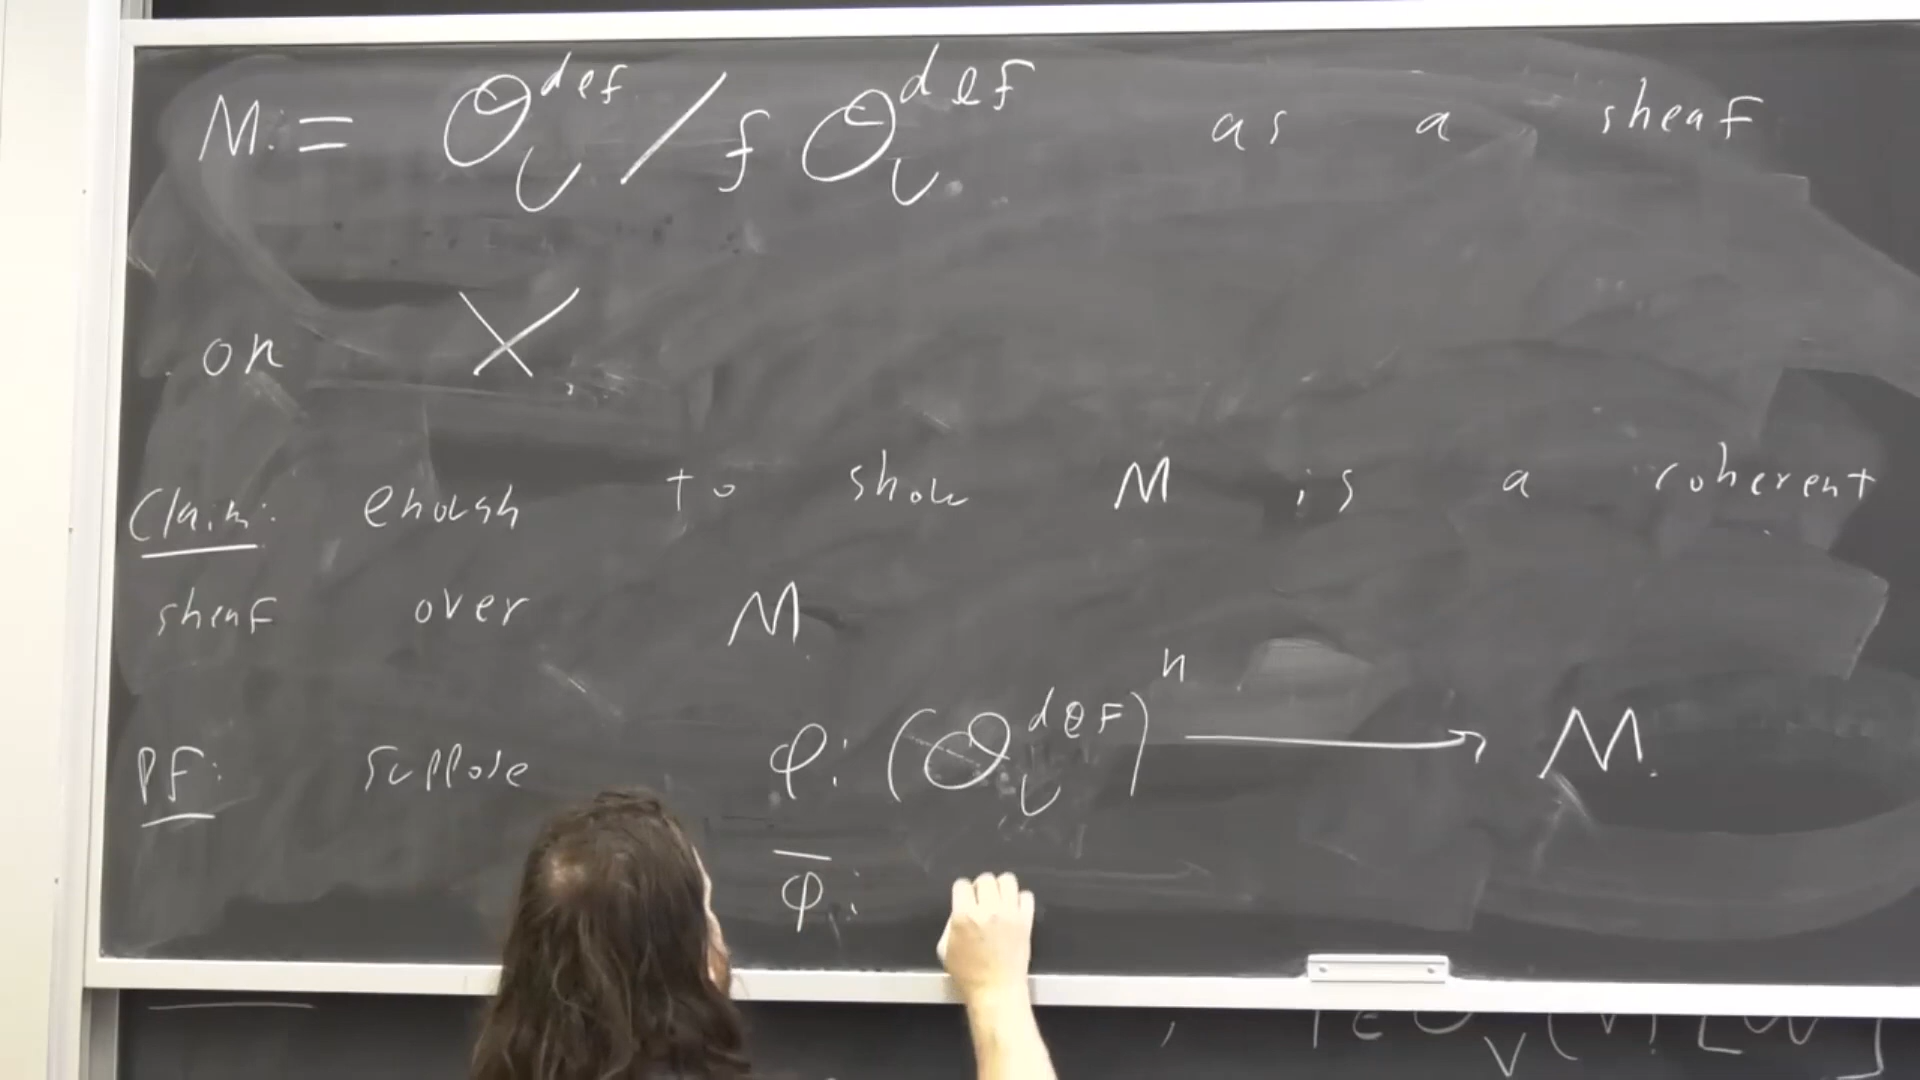 M := O_U^{def} / f O_U^{def} as a sheaf
on X.
Claim: enough to show M is a coherent
sheaf over M.
PF: suppose φ: (O_U^{def})^n → M.
φ̄: